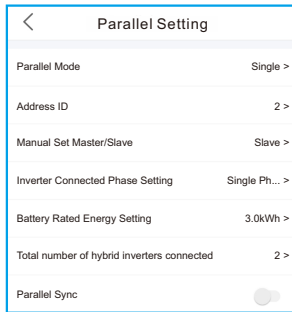 Parallel Setting
Parallel Mode Single >
Address ID 2 >
Manual Set Master/Slave Slave >
Inverter Connected Phase Setting Single Ph... >
Battery Rated Energy Setting 3.0kWh >
Total number of hybrid inverters connected 2 >
Parallel Sync